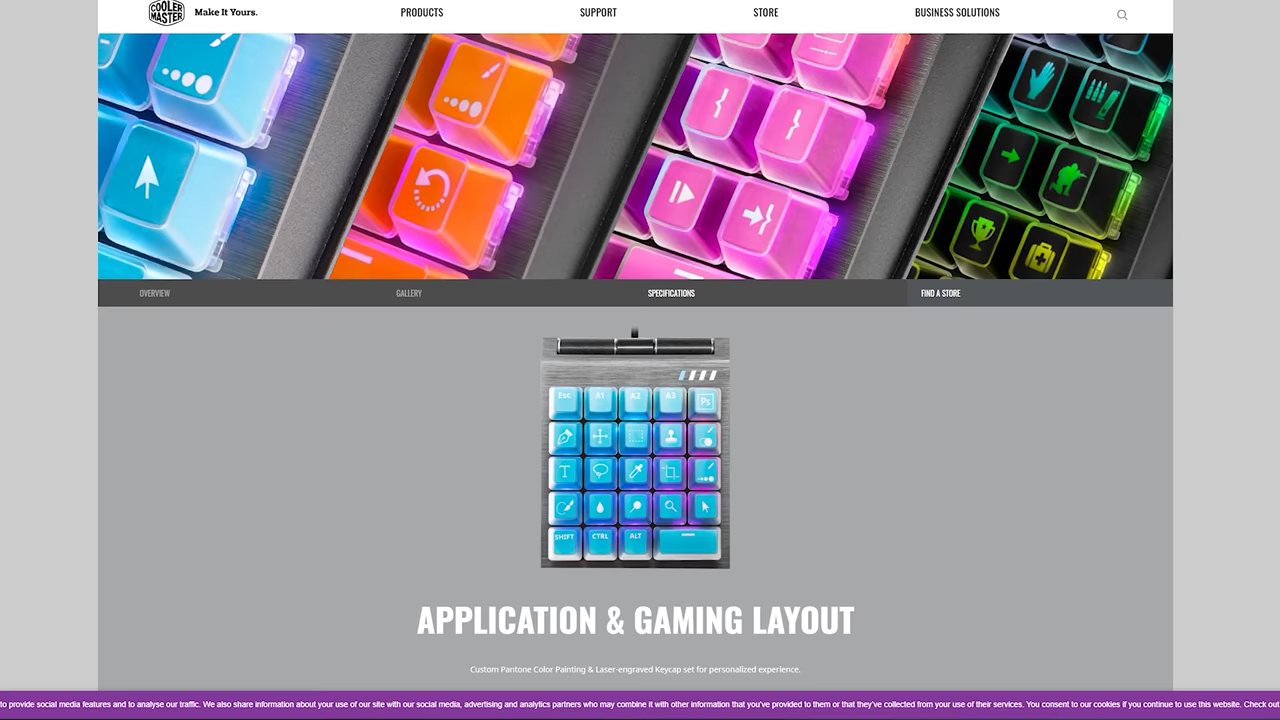 COOLER
MASTER
Make It Yours.
PRODUCTS
SUPPORT
STORE
BUSINESS SOLUTIONS
OVERVIEW
GALLERY
SPECIFICATIONS
FIND A STORE
Esc A1 A2 A3 Ps
T
SHIFT CTRL ALT
APPLICATION & GAMING LAYOUT
Custom Pantone Color Painting & Laser-engraved Keycap set for personalized experience.
to provide social media features and to analyse our traffic. We also share information about your use of our site with our social media, advertising and analytics partners who may combine it with other information that you've provided to them or that they've collected from your use of their services. You consent to our cookies if you continue to use this website. Check out